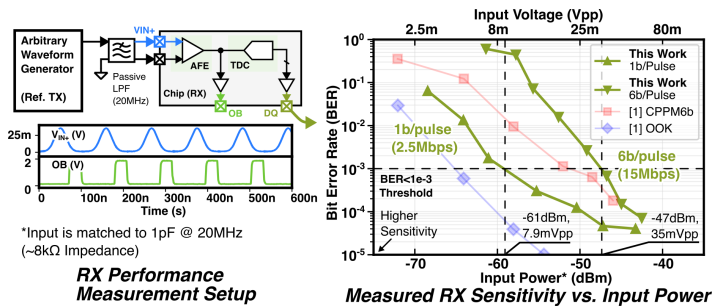 Arbitrary
Waveform
Generator
(Ref. TX)
VIN+
Passive
LPF
(20MHz)
AFE
TDC
Chip (RX)
OB
DQ
25m
VIN+ (V)
0
2
OB (V)
0
0 100n 200n 300n 400n 500n 600n
Time (s)
*Input is matched to 1pF @ 20MHz
(~8kΩ Impedance)
RX Performance
Measurement Setup
Input Voltage (Vpp)
2.5m 8m 25m 80m
Bit Error Rate (BER)
10^0
10^-1
10^-2
10^-3
10^-4
10^-5
This Work
1b/Pulse
This Work
6b/Pulse
[1] CPPM6b
[1] OOK
1b/pulse
(2.5Mbps)
6b/pulse
(15Mbps)
BER<1e-3
Threshold
Higher
Sensitivity
-61dBm,
7.9mVpp
-47dBm,
35mVpp
-70 -60 -50 -40
Input Power* (dBm)
Measured RX Sensitivity vs. Input Power